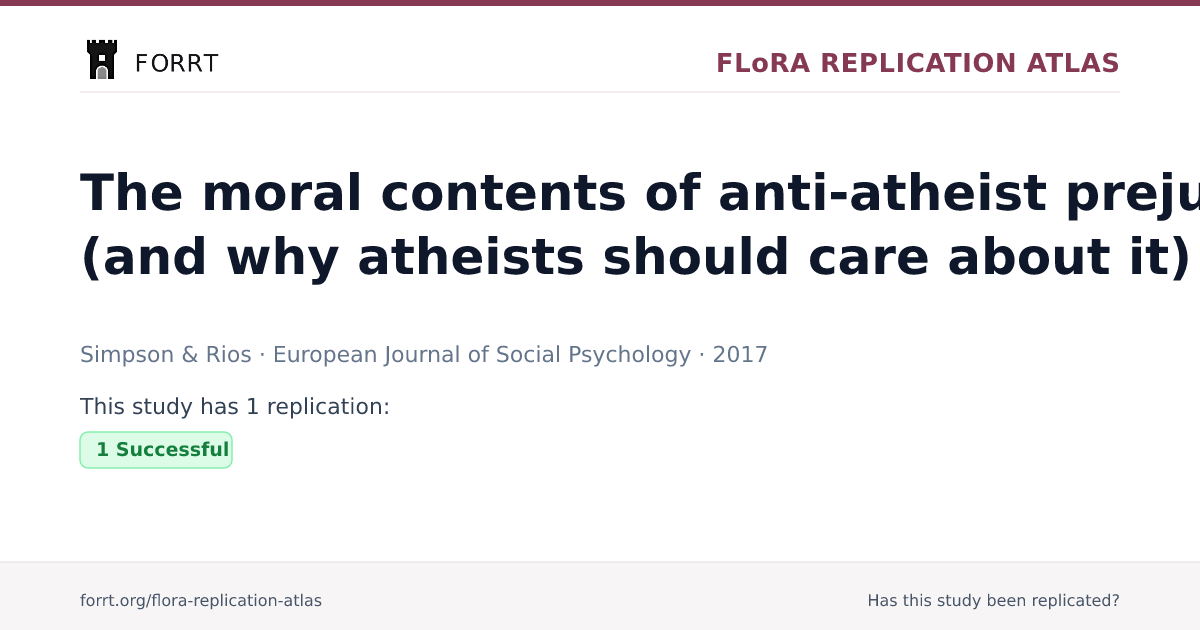 FORRT
FLoRA REPLICATION ATLAS
The moral contents of anti-atheist preju
(and why atheists should care about it)
Simpson & Rios · European Journal of Social Psychology · 2017
This study has 1 replication:
1 Successful
forrt.org/flora-replication-atlas
Has this study been replicated?